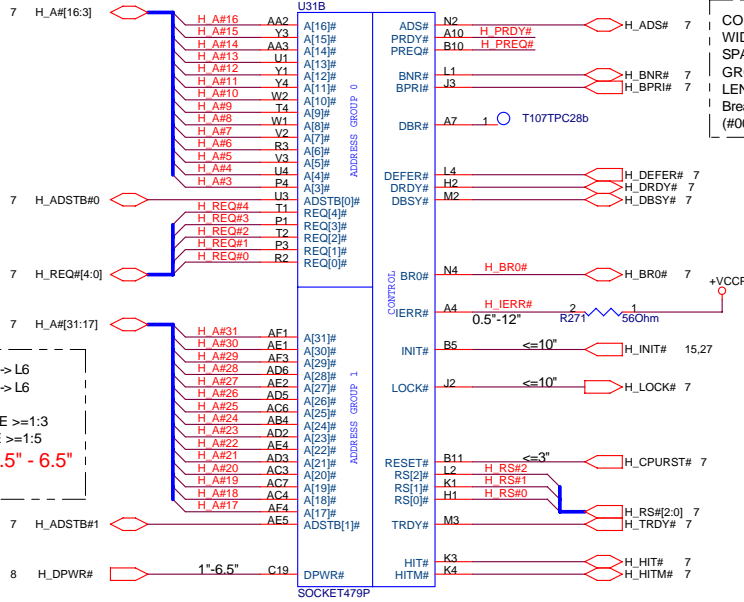 U31B
7 H_A#[16:3]
H_A#16 AA2 A[16]#
H_A#15 Y3 A[15]#
H_A#14 AA3 A[14]#
H_A#13 U1 A[13]#
H_A#12 Y1 A[12]#
H_A#11 Y4 A[11]#
H_A#10 W2 A[10]#
H_A#9 T4 A[9]#
H_A#8 W1 A[8]#
H_A#7 V2 A[7]#
H_A#6 R3 A[6]#
H_A#5 V3 A[5]#
H_A#4 U4 A[4]#
H_A#3 P4 A[3]#
ADDRESS GROUP 0
7 H_ADSTB#0 U3 ADSTB[0]#
H_REQ#4 T1 REQ[4]#
H_REQ#3 P1 REQ[3]#
H_REQ#2 T2 REQ[2]#
H_REQ#1 P3 REQ[1]#
H_REQ#0 R2 REQ[0]#
7 H_REQ#[4:0]
7 H_A#[31:17]
H_A#31 AF1 A[31]#
H_A#30 AE1 A[30]#
H_A#29 AF3 A[29]#
H_A#28 AD6 A[28]#
H_A#27 AE2 A[27]#
H_A#26 AD5 A[26]#
H_A#25 AC6 A[25]#
H_A#24 AB4 A[24]#
H_A#23 AD2 A[23]#
H_A#22 AE4 A[22]#
H_A#21 AD3 A[21]#
H_A#20 AC3 A[20]#
H_A#19 AC7 A[19]#
H_A#18 AC4 A[18]#
H_A#17 AF4 A[17]#
ADDRESS GROUP 1
7 H_ADSTB#1 AE5 ADSTB[1]#
8 H_DPWR# 1"-6.5" C19 DPWR#
SOCKET479P
-> L6
-> L6
E >=1:3
E >=1:5
.5" - 6.5"
CONTROL
ADS# N2 H_ADS# 7
PRDY# A10 H_PRDY#
PREQ# B10 H_PREQ#
BNR# L1 H_BNR# 7
BPRI# J3 H_BPRI# 7
DBR# A7 1 T107TPC28b
DEFER# L4 H_DEFER# 7
DRDY# H2 H_DRDY# 7
DBSY# M2 H_DBSY# 7
BR0# N4 H_BR0# H_BR0# 7
+VCCP
IERR# A4 H_IERR# 0.5"-12" 2 R271 1 56Ohm
INIT# B5 <=10" H_INIT# 15,27
LOCK# J2 <=10" H_LOCK# 7
RESET# B11 <=3" H_CPURST# 7
RS[2]# L2 H_RS#2
RS[1]# K1 H_RS#1
RS[0]# H1 H_RS#0
H_RS#[2:0] 7
TRDY# M3 H_TRDY# 7
HIT# K3 H_HIT# 7
HITM# K4 H_HITM# 7
CO
WID
SPA
GRO
LEN
Brea
(#00